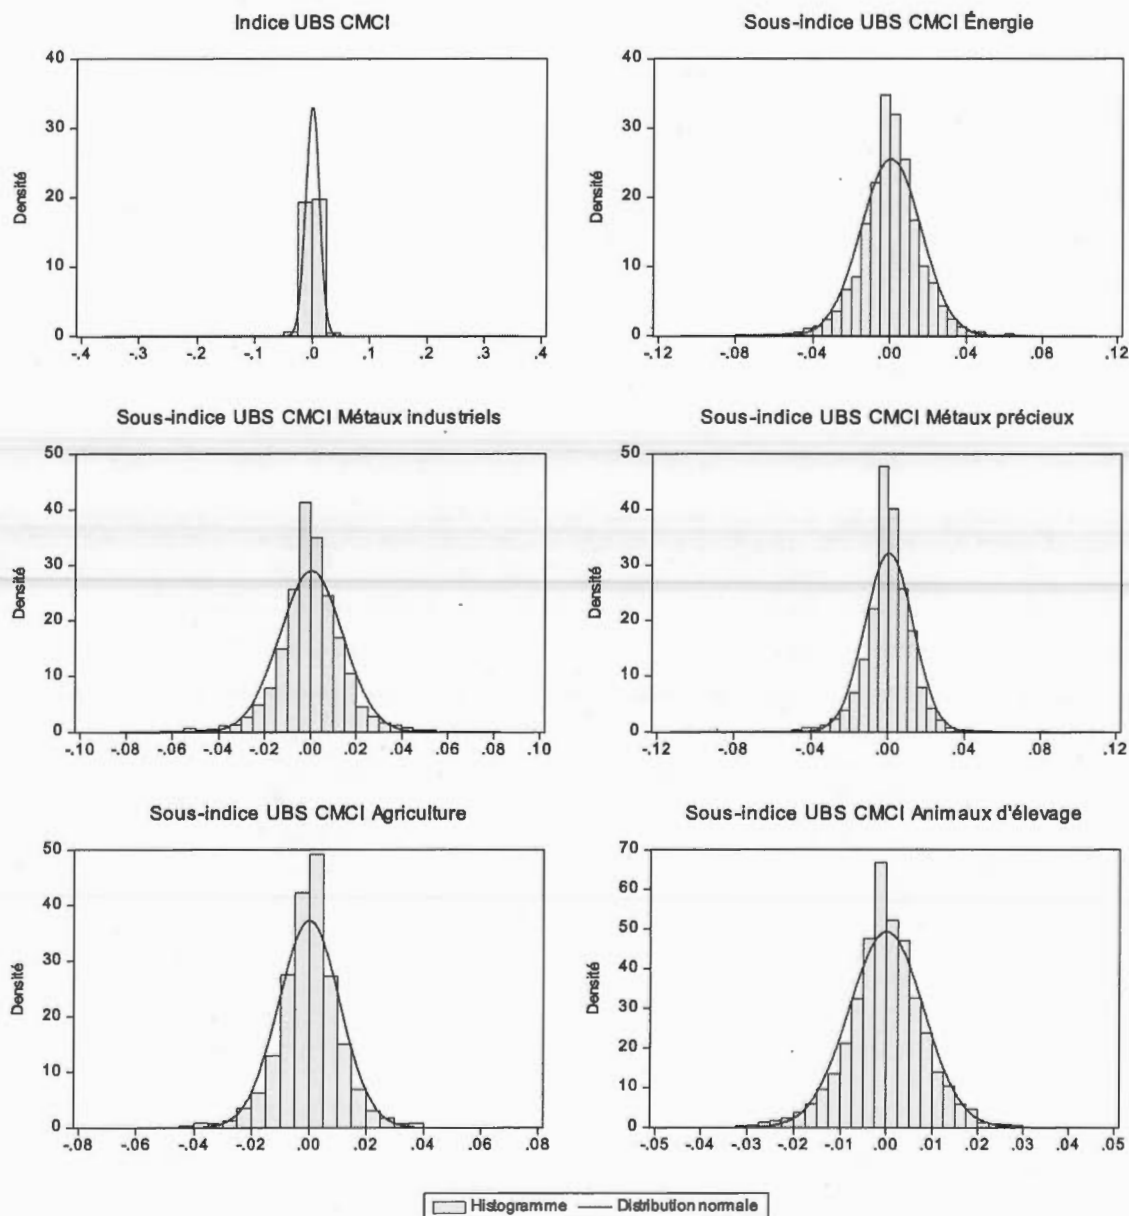 Indice UBS CMCI
Sous-indice UBS CMCI Énergie
40
30
20
10
0
Densité
-.4 -.3 -.2 -.1 .0 .1 .2 .3 .4
40
30
20
10
0
Densité
-.12 -.08 -.04 .00 .04 .08 .12
Sous-indice UBS CMCI Métaux industriels
Sous-indice UBS CMCI Métaux précieux
50
40
30
20
10
0
Densité
-.10 -.08 -.06 -.04 -.02 .00 .02 .04 .06 .08 .10
50
40
30
20
10
0
Densité
-.12 -.08 -.04 .00 .04 .08 .12
Sous-indice UBS CMCI Agriculture
Sous-indice UBS CMCI Animaux d'élevage
50
40
30
20
10
0
Densité
-.08 -.06 -.04 -.02 .00 .02 .04 .06 .08
70
60
50
40
30
20
10
0
Densité
-.05 -.04 -.03 -.02 -.01 .00 .01 .02 .03 .04 .05
Histogramme Distribution normale